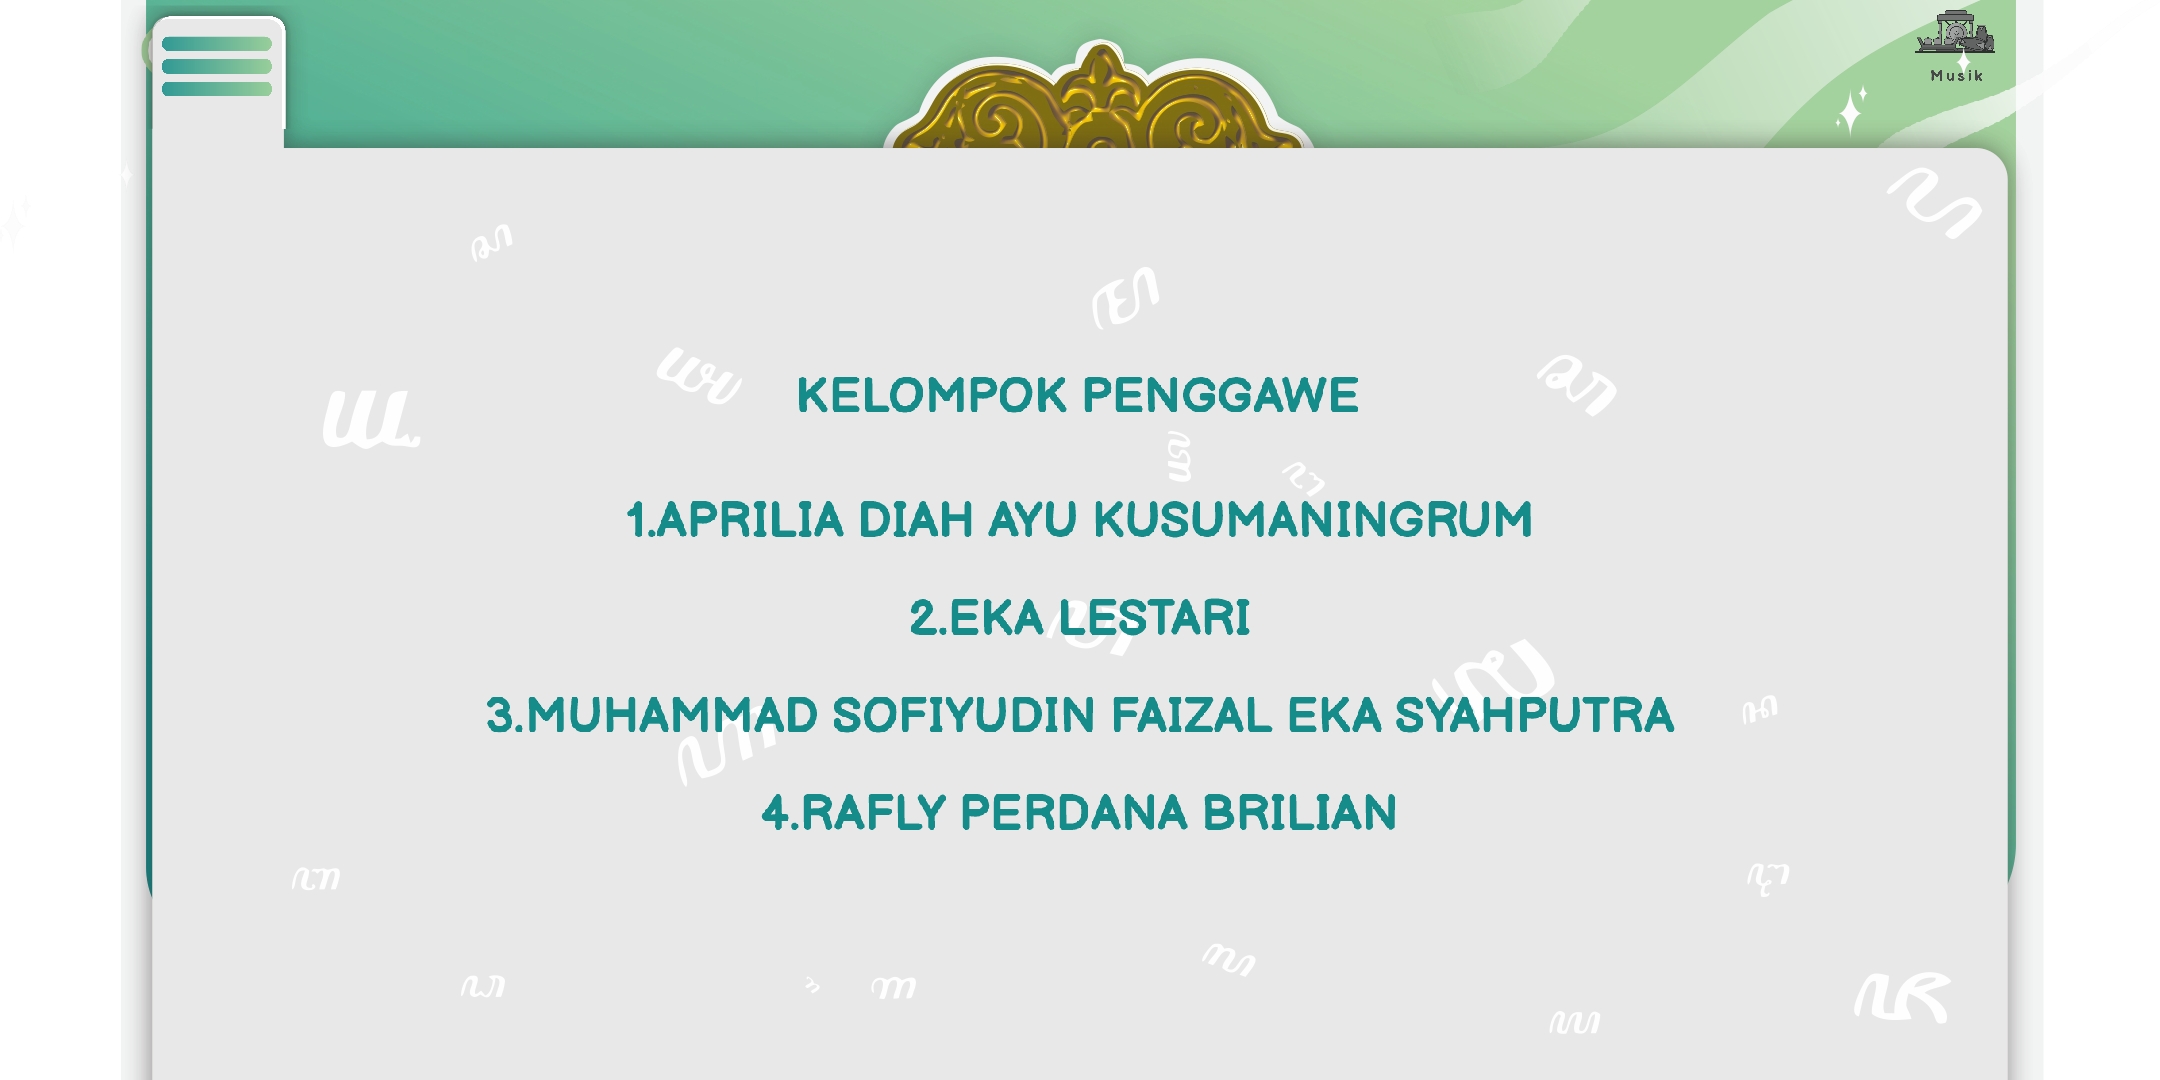 Musik
KELOMPOK PENGGAWE
1.APRILIA DIAH AYU KUSUMANINGRUM
2.EKA LESTARI
3.MUHAMMAD SOFIYUDIN FAIZAL EKA SYAHPUTRA
4.RAFLY PERDANA BRILIAN